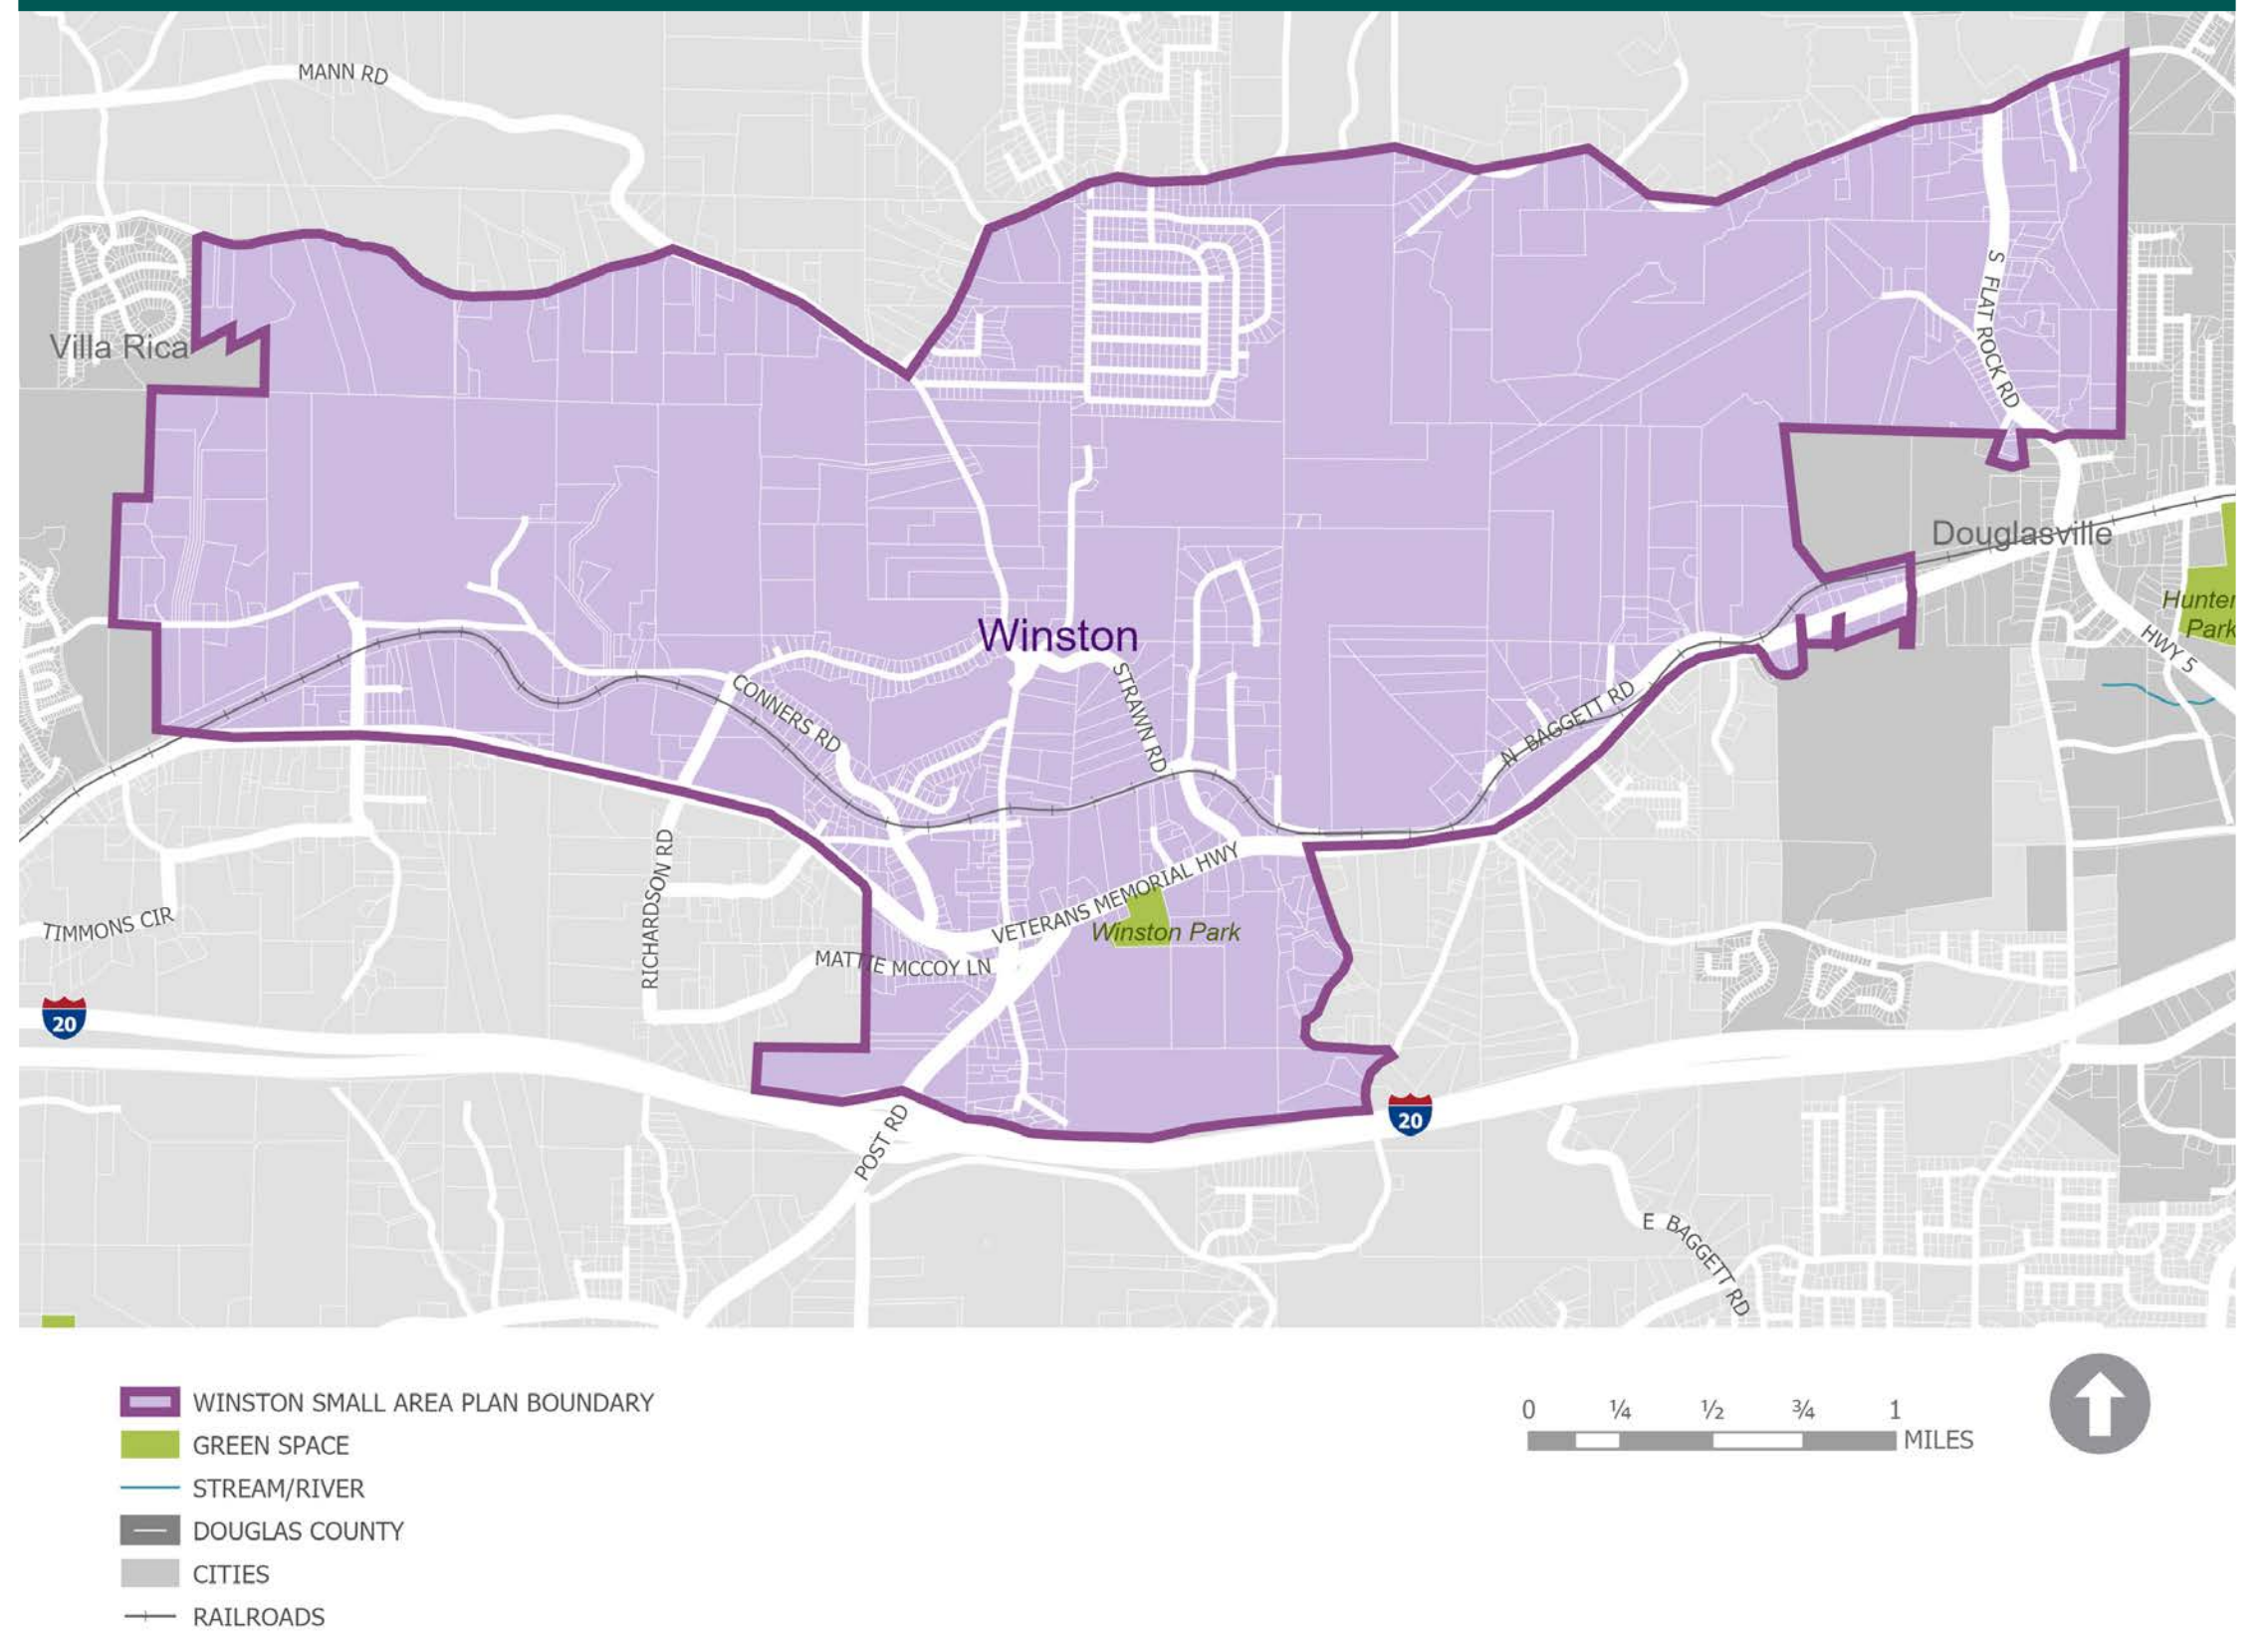 MANN RD
Villa Rica
S FLAT ROCK RD
Douglasville
Hunter
Park
HWY 5
Winston
STRAWN RD
CONNERS RD
N BAGGETT RD
RICHARDSON RD
VETERANS MEMORIAL HWY
Winston Park
TIMMONS CIR
MATTIE MCCOY LN
20
20
POST RD
E BAGGETT RD
WINSTON SMALL AREA PLAN BOUNDARY
GREEN SPACE
STREAM/RIVER
DOUGLAS COUNTY
CITIES
RAILROADS
0 ¼ ½ ¾ 1
MILES